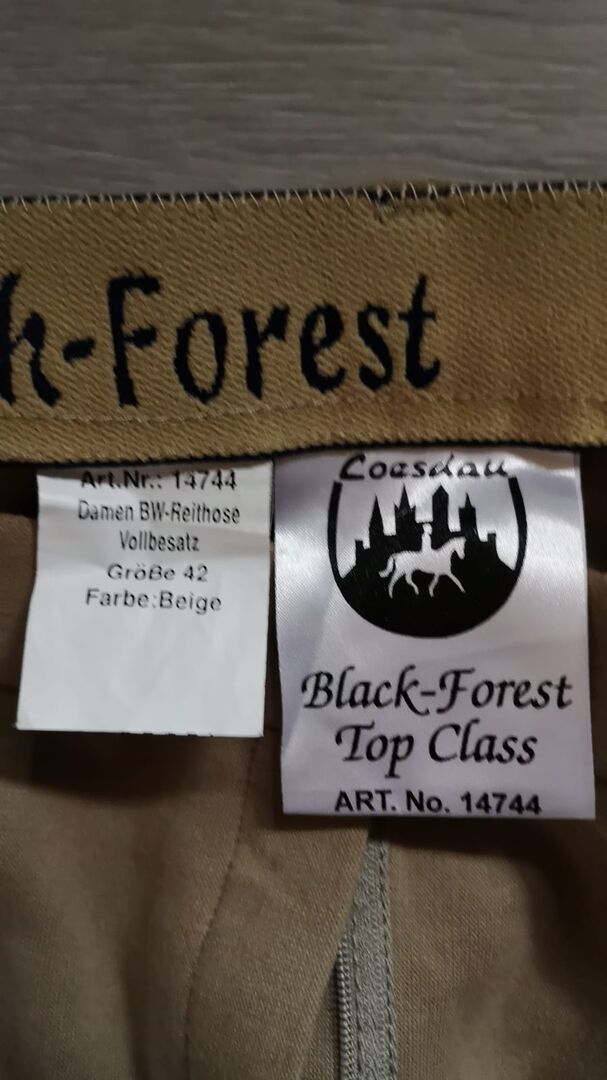 k-Forest
Art.Nr.: 14744
Damen BW-Reithose
Vollbesatz
Größe 42
Farbe:Beige
Coesdau
Black-Forest
Top Class
ART. No. 14744